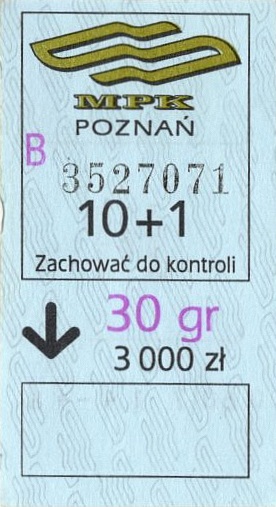 MPK
POZNAŃ
B
3527071
10+1
Zachować do kontroli
30 gr
3 000 zł